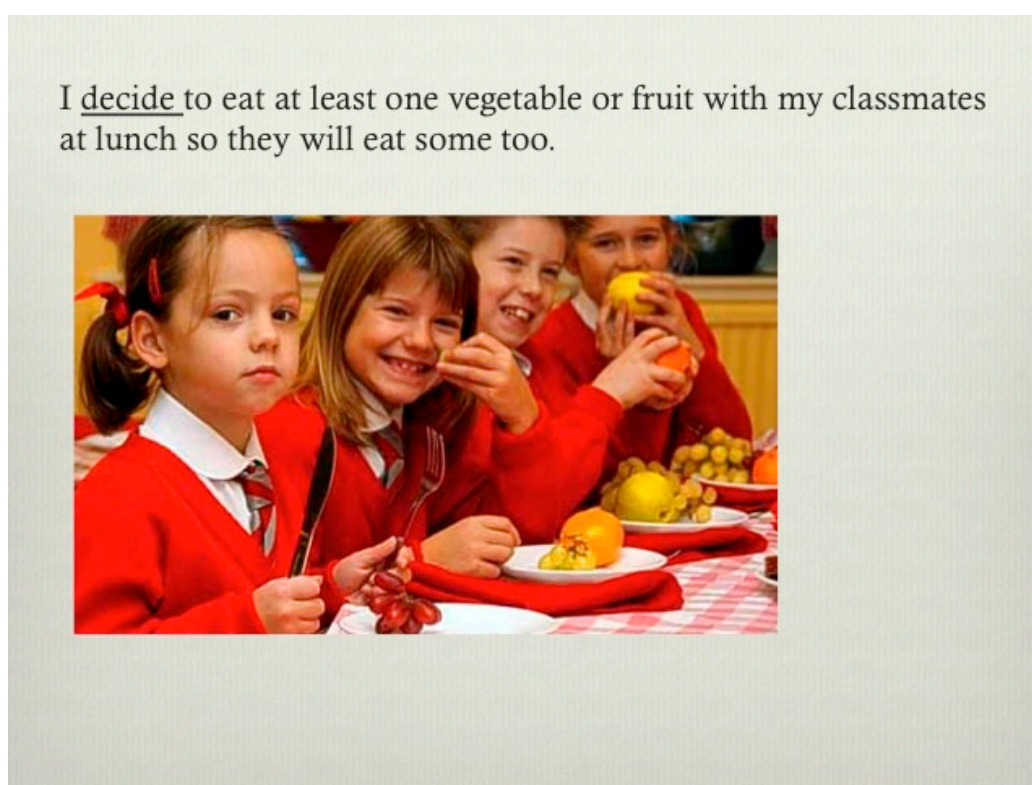 I decide to eat at least one vegetable or fruit with my classmates
at lunch so they will eat some too.